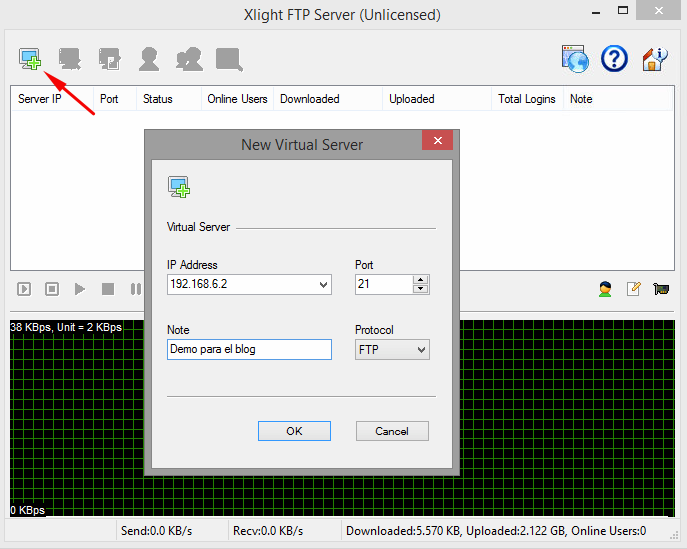 Xlight FTP Server (Unlicensed)
Server IP Port Status Online Users Downloaded Uploaded Total Logins Note
New Virtual Server
Virtual Server
IP Address Port
192.168.6.2 21
Note Protocol
Demo para el blog FTP
OK Cancel
38 KBps, Unit = 2 KBps
0 KBps
Send:0.0 KB/s Recv:0.0 KB/s Downloaded:5.570 KB, Uploaded:2.122 GB, Online Users:0